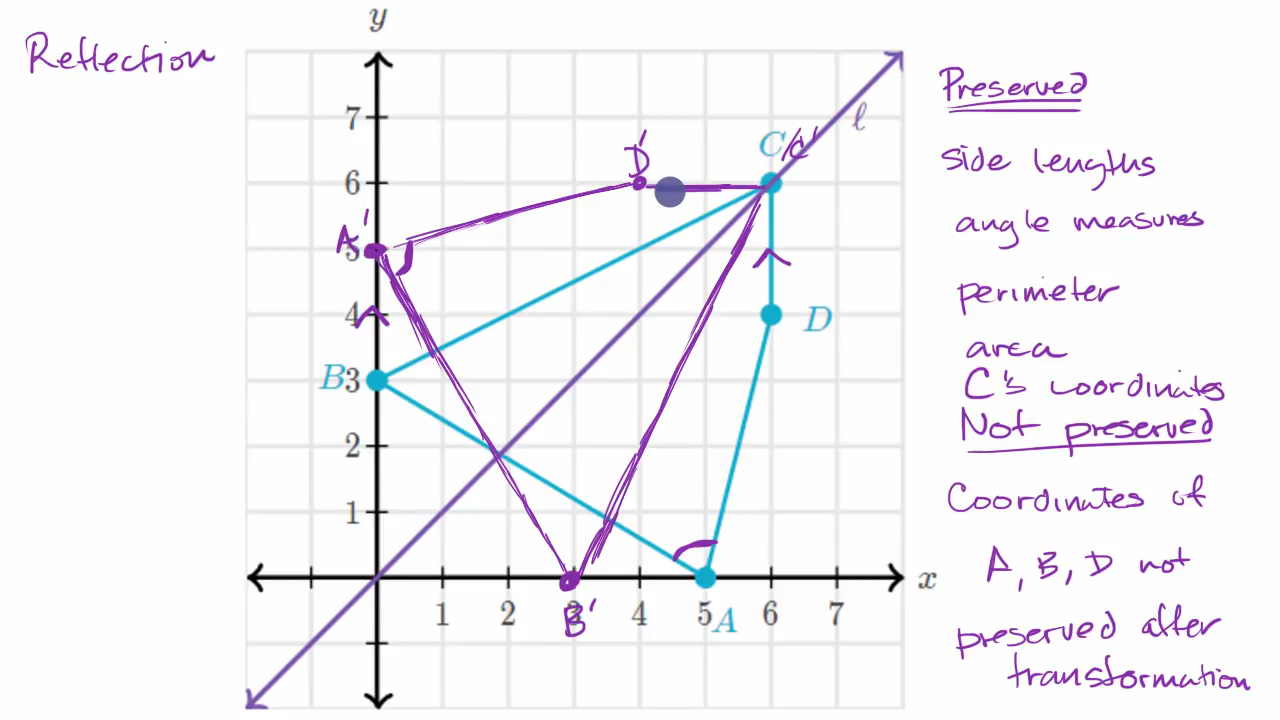 Reflection
y
7
6
5
4
3
2
1
1 2 3 4 5 6 7
x
ℓ
C/C'
D'
A'
D
B
B'
A
Preserved
side lengths
angle measures
perimeter
area
C's coordinates
Not preserved
Coordinates of
A, B, D not
preserved after
transformation